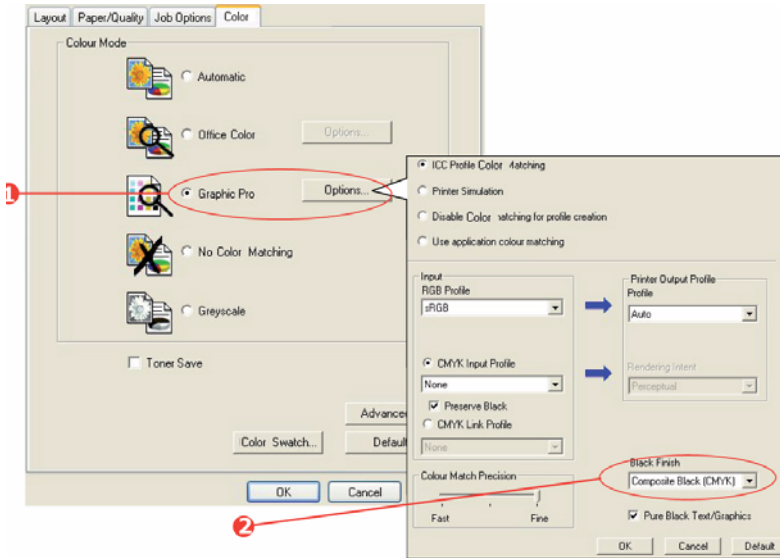 Layout Paper/Quality Job Options Color
Colour Mode
Automatic
Office Color Options...
1
Graphic Pro Options...
No Color Matching
Greyscale
Toner Save
Color Swatch... Default
OK Cancel
ICC Profile Color Matching
Printer Simulation
Disable Color matching for profile creation
Use application colour matching
Input
RGB Profile
sRGB
Printer Output Profile
Profile
Auto
CMYK Input Profile
None
Preserve Black
CMYK Link Profile
None
Rendering Intent
Perceptual
Colour Match Precision
Fast Fine
Black Finish
Composite Black (CMYK)
2
Pure Black Text/Graphics
OK Cancel Default